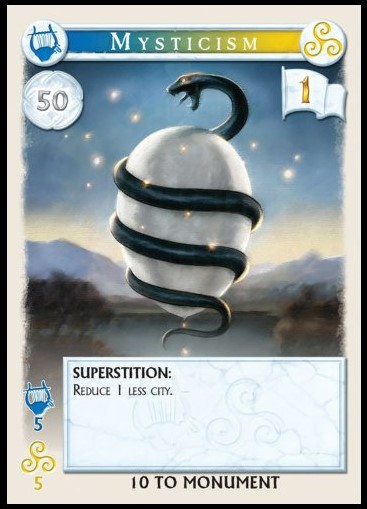 MYSTICISM
50
1
SUPERSTITION:
REDUCE 1 LESS CITY.
5
5
10 TO MONUMENT